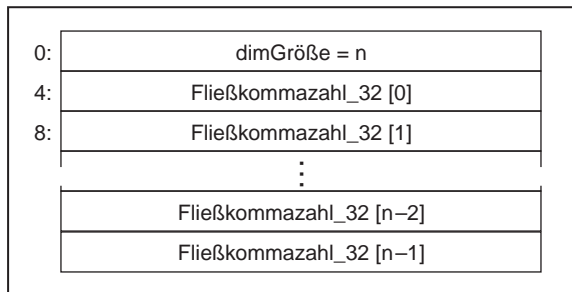 0: dimGröße = n
4: Fließkommazahl_32 [0]
8: Fließkommazahl_32 [1]
⋮
Fließkommazahl_32 [n−2]
Fließkommazahl_32 [n−1]